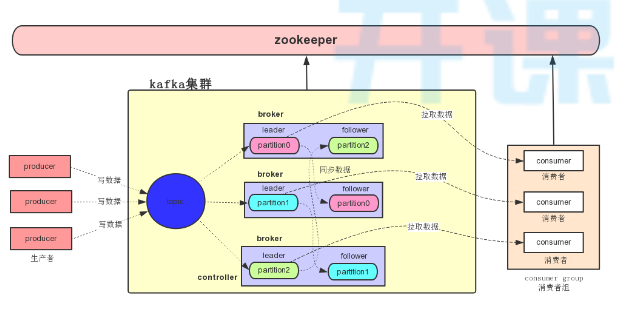 开课
zookeeper
kafka集群
broker
leader
follower
partition0
partition2
拉取数据
同步数据
producer
写数据
producer
写数据
producer
写数据
生产者
topic
broker
leader
follower
partition1
partition0
拉取数据
broker
leader
follower
partition2
partition1
controller
拉取数据
consumer
消费者
consumer
消费者
consumer
消费者
consumer group
消费者组